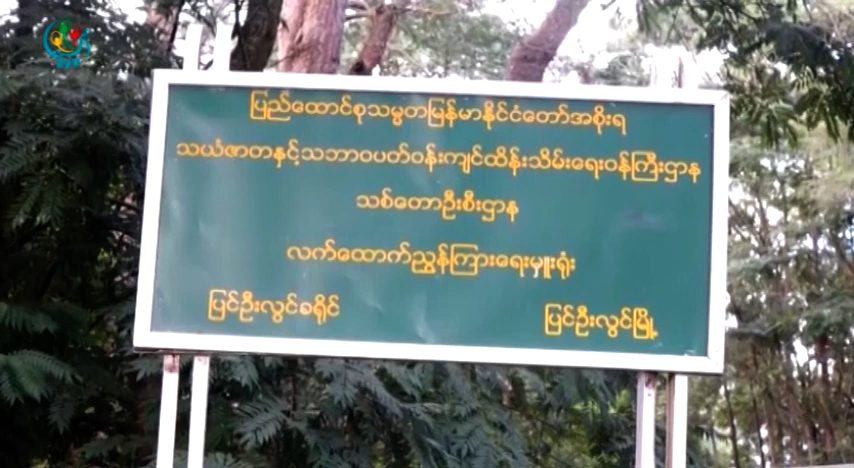 ပြည်ထောင်စုသမ္မတမြန်မာနိုင်ငံတော်အစိုးရ
သယံဇာတနှင့်သဘာဝပတ်ဝန်းကျင်ထိန်းသိမ်းရေးဝန်ကြီးဌာန
သစ်တောဦးစီးဌာန
လက်ထောက်ညွှန်ကြားရေးမှူးရုံး
ပြင်ဦးလွင်ခရိုင် ပြင်ဦးလွင်မြို့